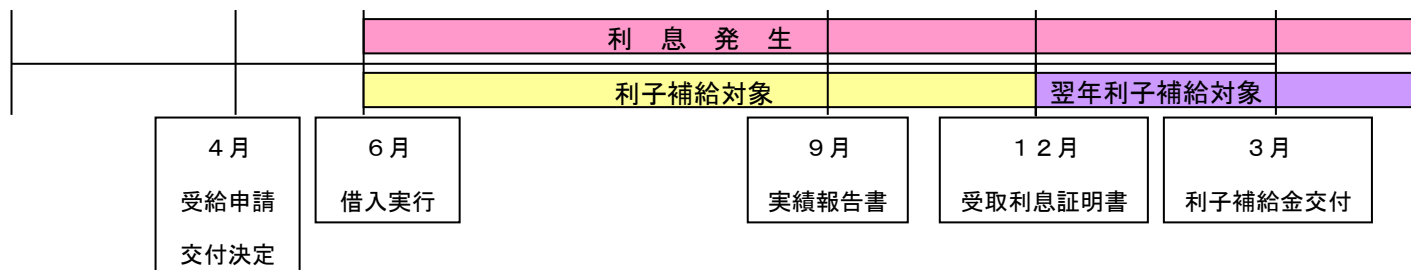 利　息　発　生
利子補給対象
翌年利子補給対象
４月
受給申請
交付決定
６月
借入実行
９月
実績報告書
１２月
受取利息証明書
３月
利子補給金交付